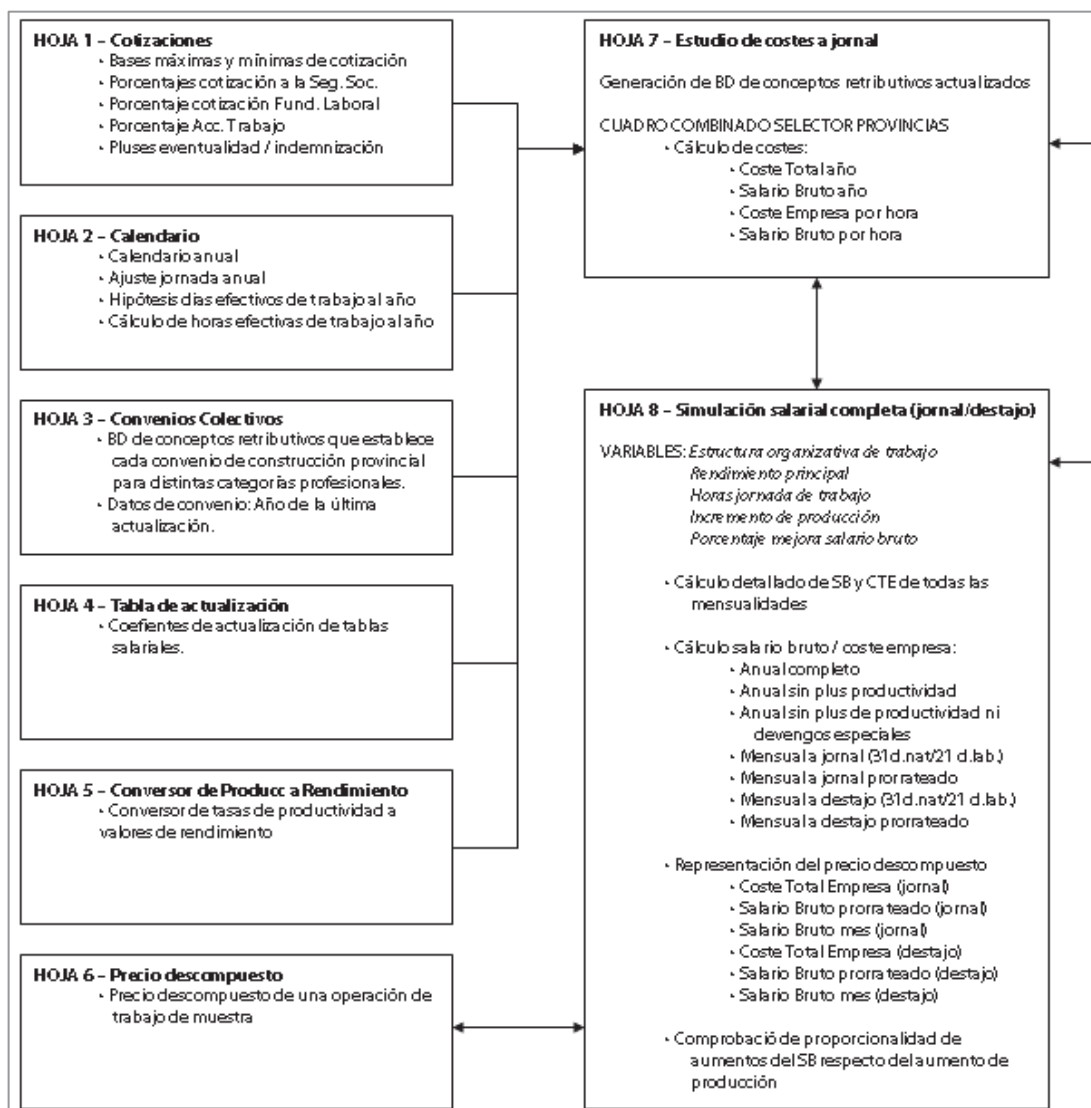 HOJA 1 – Cotizaciones
· Bases máximas y mínimas de cotización
· Porcentajes cotización a la Seg. Soc.
· Porcentaje cotización Fund. Laboral
· Porcentaje Acc. Trabajo
· Pluses eventualidad / indemnización
HOJA 2 – Calendario
· Calendario anual
· Ajuste jornada anual
· Hipótesis días efectivos de trabajo al año
· Cálculo de horas efectivas de trabajo al año
HOJA 3 – Convenios Colectivos
· BD de conceptos retributivos que establece
cada convenio de construcción provincial
para distintas categorías profesionales.
· Datos de convenio: Año de la última
actualización.
HOJA 4 – Tabla de actualización
· Coefientes de actualización de tablas
salariales.
HOJA 5 – Conversor de Producc a Rendimiento
· Conversor de tasas de productividad a
valores de rendimiento
HOJA 6 – Precio descompuesto
· Precio descompuesto de una operación de
trabajo de muestra
HOJA 7 – Estudio de costes a jornal
Generación de BD de conceptos retributivos actualizados
CUADRO COMBINADO SELECTOR PROVINCIAS
· Cálculo de costes:
· Coste Total año
· Salario Bruto año
· Coste Empresa por hora
· Salario Bruto por hora
HOJA 8 – Simulación salarial completa (jornal/destajo)
VARIABLES: Estructura organizativa de trabajo
Rendimiento principal
Horas jornada de trabajo
Incremento de producción
Porcentaje mejora salario bruto
· Cálculo detallado de SB y CTE de todas las
mensualidades
· Cálculo salario bruto / coste empresa:
· Anual completo
· Anual sin plus productividad
· Anual sin plus de productividad ni
devengos especiales
· Mensual a jornal (31d.nat/21 d.lab.)
· Mensual a jornal prorrateado
· Mensual a destajo (31d.nat/21 d.lab.)
· Mensual a destajo prorrateado
· Representación del precio descompuesto
· Coste Total Empresa (jornal)
· Salario Bruto prorrateado (jornal)
· Salario Bruto mes (jornal)
· Coste Total Empresa (destajo)
· Salario Bruto prorrateado (destajo)
· Salario Bruto mes (destajo)
· Comprobació de proporcionalidad de
aumentos del SB respecto del aumento de
producción